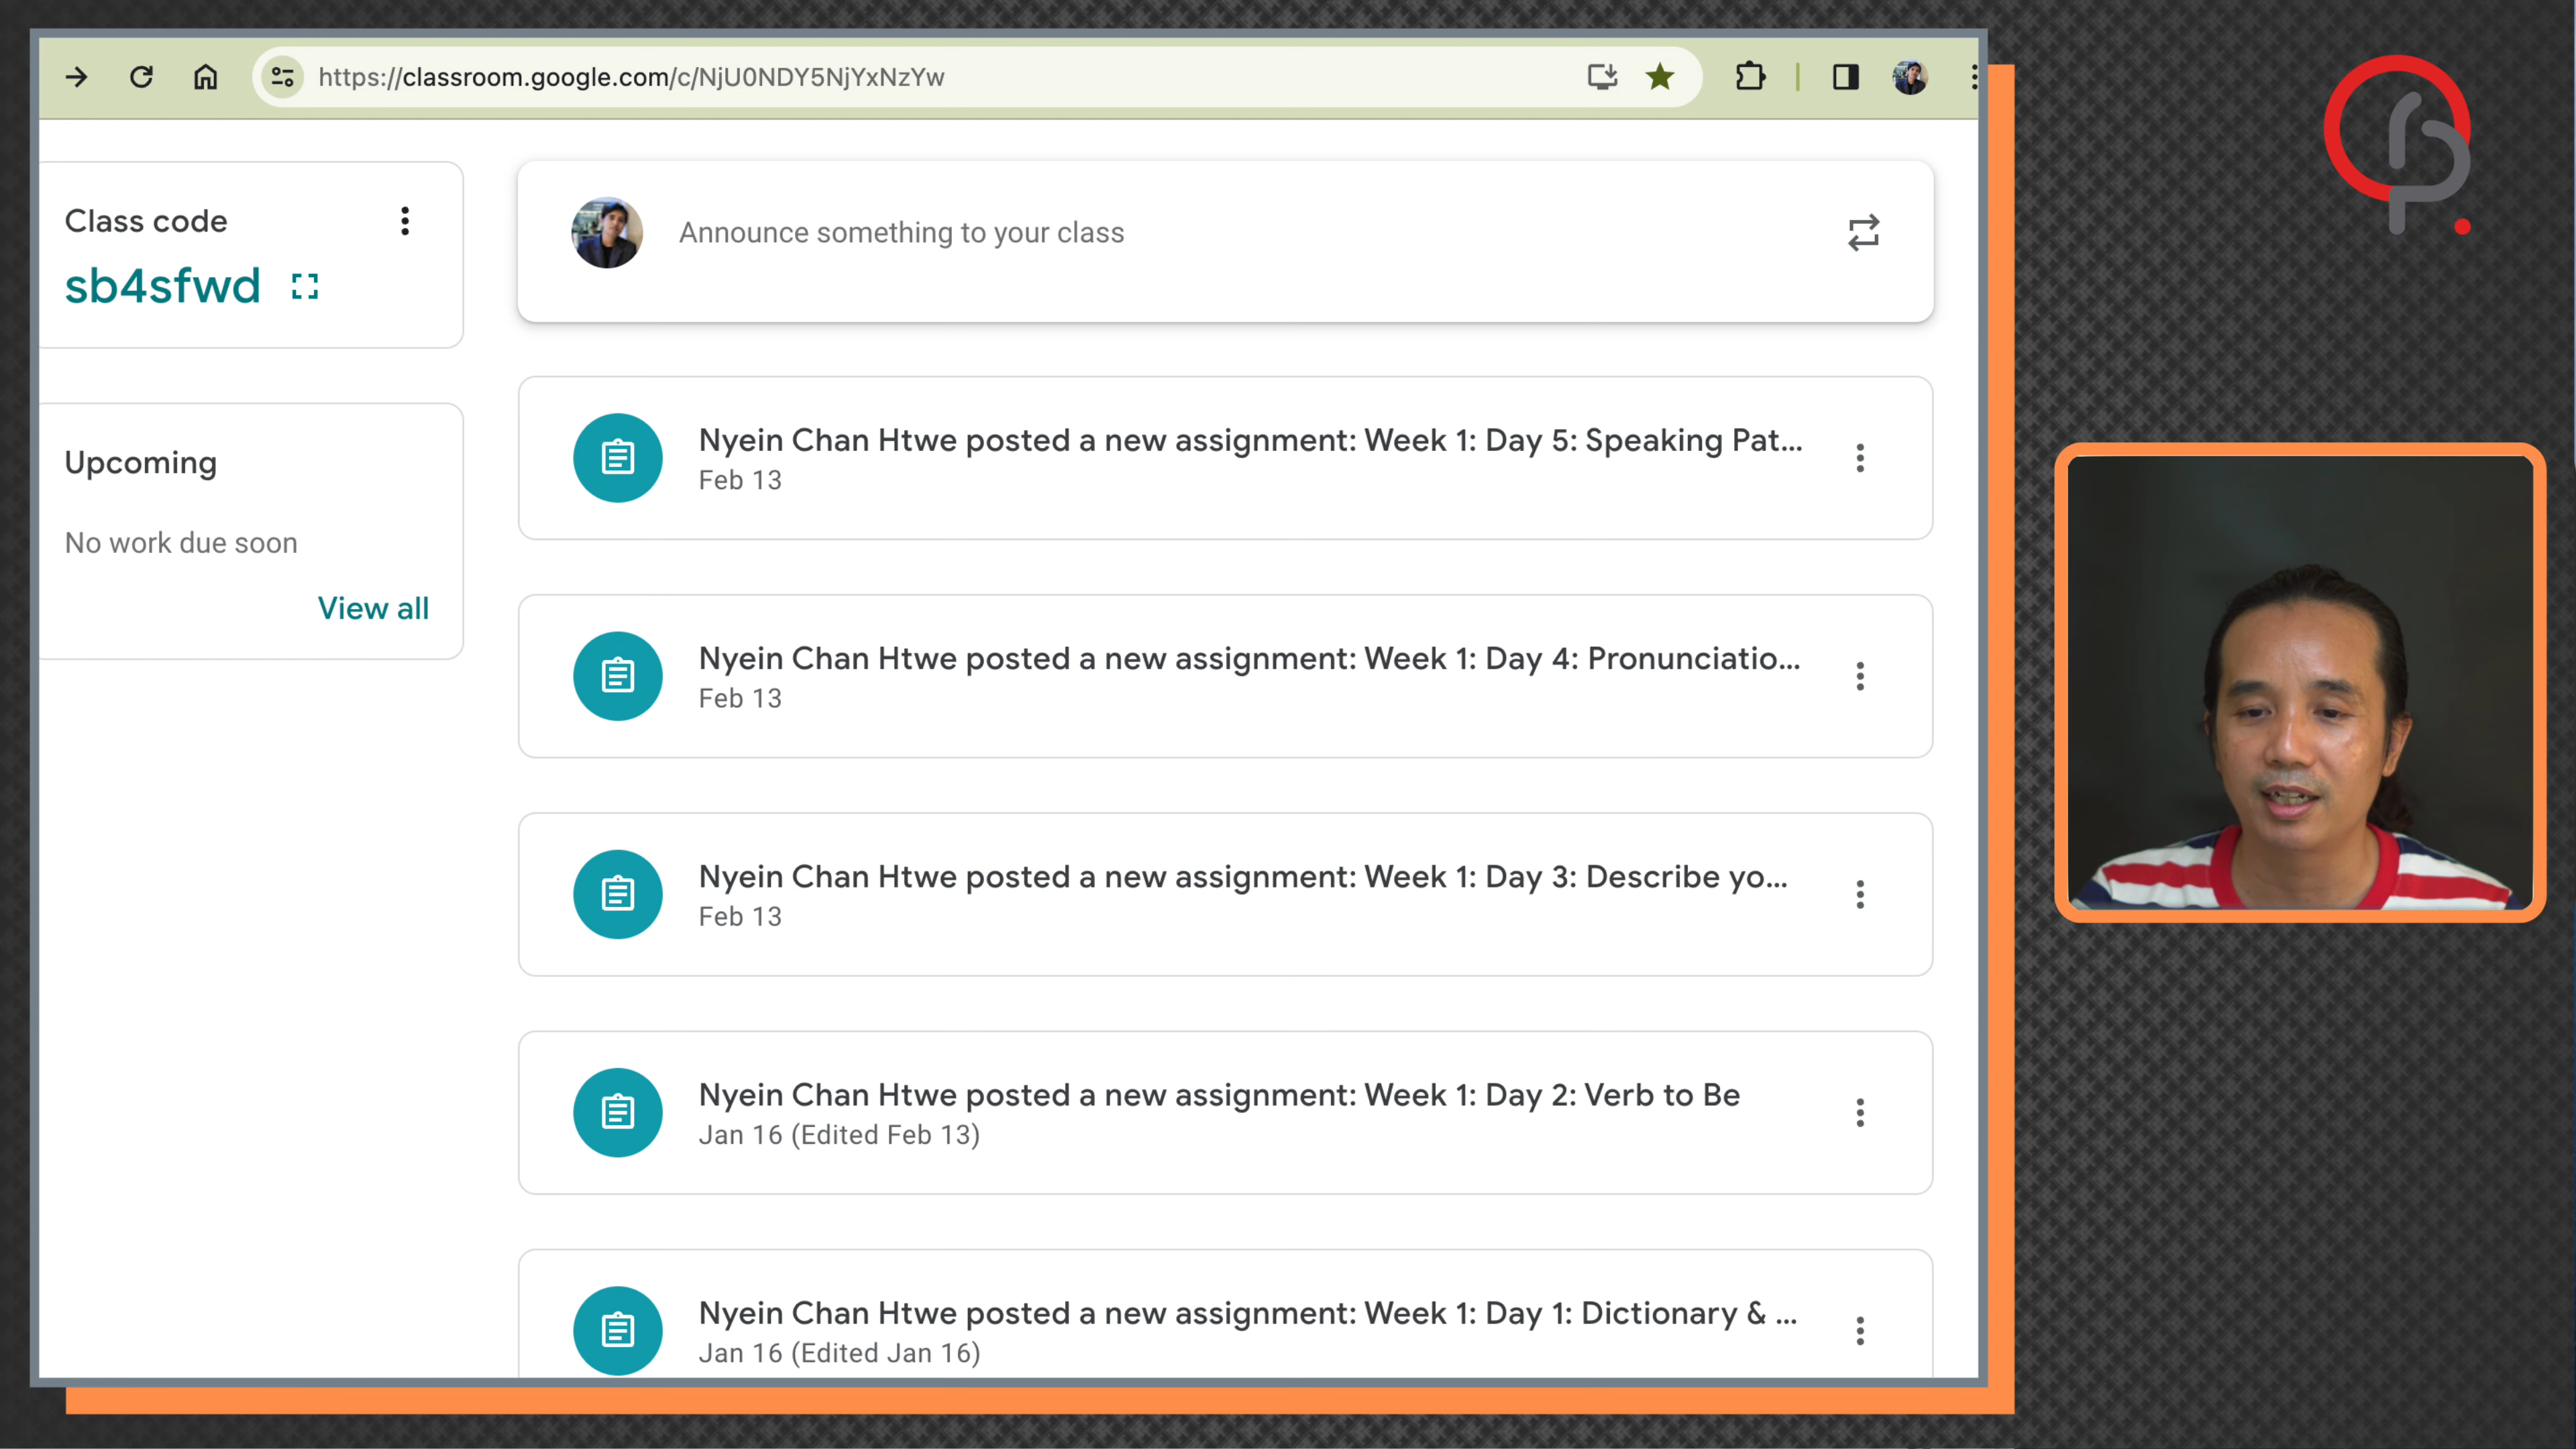 https://classroom.google.com/c/NjU0NDY5NjYxNzYw
Class code
sb4sfwd
Upcoming
No work due soon
View all
Announce something to your class
Nyein Chan Htwe posted a new assignment: Week 1: Day 5: Speaking Pat...
Feb 13
Nyein Chan Htwe posted a new assignment: Week 1: Day 4: Pronunciatio...
Feb 13
Nyein Chan Htwe posted a new assignment: Week 1: Day 3: Describe yo...
Feb 13
Nyein Chan Htwe posted a new assignment: Week 1: Day 2: Verb to Be
Jan 16 (Edited Feb 13)
Nyein Chan Htwe posted a new assignment: Week 1: Day 1: Dictionary & ...
Jan 16 (Edited Jan 16)